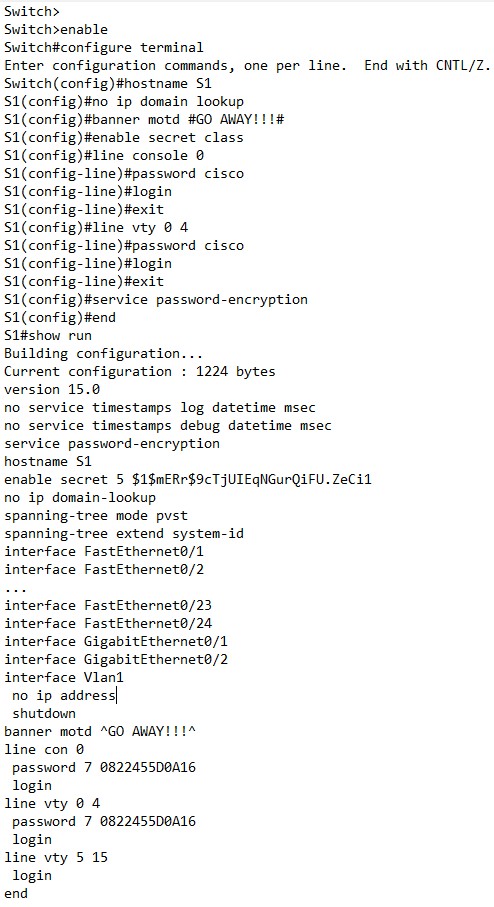 Switch>
Switch>enable
Switch#configure terminal
Enter configuration commands, one per line.  End with CNTL/Z.
Switch(config)#hostname S1
S1(config)#no ip domain lookup
S1(config)#banner motd #GO AWAY!!!#
S1(config)#enable secret class
S1(config)#line console 0
S1(config-line)#password cisco
S1(config-line)#login
S1(config-line)#exit
S1(config)#line vty 0 4
S1(config-line)#password cisco
S1(config-line)#login
S1(config-line)#exit
S1(config)#service password-encryption
S1(config)#end
S1#show run
Building configuration...
Current configuration : 1224 bytes
version 15.0
no service timestamps log datetime msec
no service timestamps debug datetime msec
service password-encryption
hostname S1
enable secret 5 $1$mERr$9cTjUIEqNGurQiFU.ZeCi1
no ip domain-lookup
spanning-tree mode pvst
spanning-tree extend system-id
interface FastEthernet0/1
interface FastEthernet0/2
...
interface FastEthernet0/23
interface FastEthernet0/24
interface GigabitEthernet0/1
interface GigabitEthernet0/2
interface Vlan1
 no ip address
 shutdown
banner motd ^GO AWAY!!!^
line con 0
 password 7 0822455D0A16
 login
line vty 0 4
 password 7 0822455D0A16
 login
line vty 5 15
 login
end